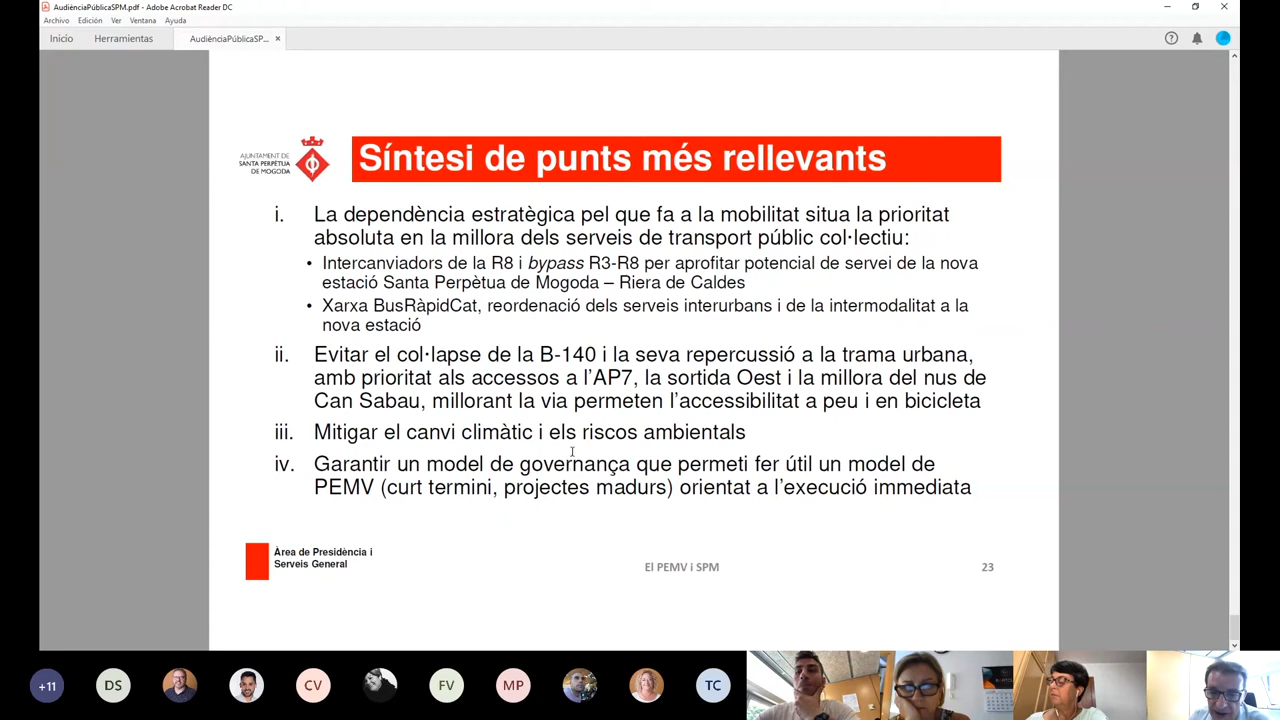 AudiènciaPúblicaSPM.pdf - Adobe Acrobat Reader DC
Archivo Edición Ver Ventana Ayuda
Inicio Herramientas AudiènciaPúblicaSP... ×
AJUNTAMENT DE
SANTA PERPÈTUA
DE MOGODA
Síntesi de punts més rellevants
i. La dependència estratègica pel que fa a la mobilitat situa la prioritat
absoluta en la millora dels serveis de transport públic col·lectiu:
• Intercanviadors de la R8 i bypass R3-R8 per aprofitar potencial de servei de la nova
estació Santa Perpètua de Mogoda – Riera de Caldes
• Xarxa BusRàpidCat, reordenació dels serveis interurbans i de la intermodalitat a la
nova estació
ii. Evitar el col·lapse de la B-140 i la seva repercussió a la trama urbana,
amb prioritat als accessos a l’AP7, la sortida Oest i la millora del nus de
Can Sabau, millorant la via permeten l’accessibilitat a peu i en bicicleta
iii. Mitigar el canvi climàtic i els riscos ambientals
iv. Garantir un model de governança que permeti fer útil un model de
PEMV (curt termini, projectes madurs) orientat a l’execució immediata
Àrea de Presidència i
Serveis General
El PEMV i SPM
23
+11 DS CV FV MP TC